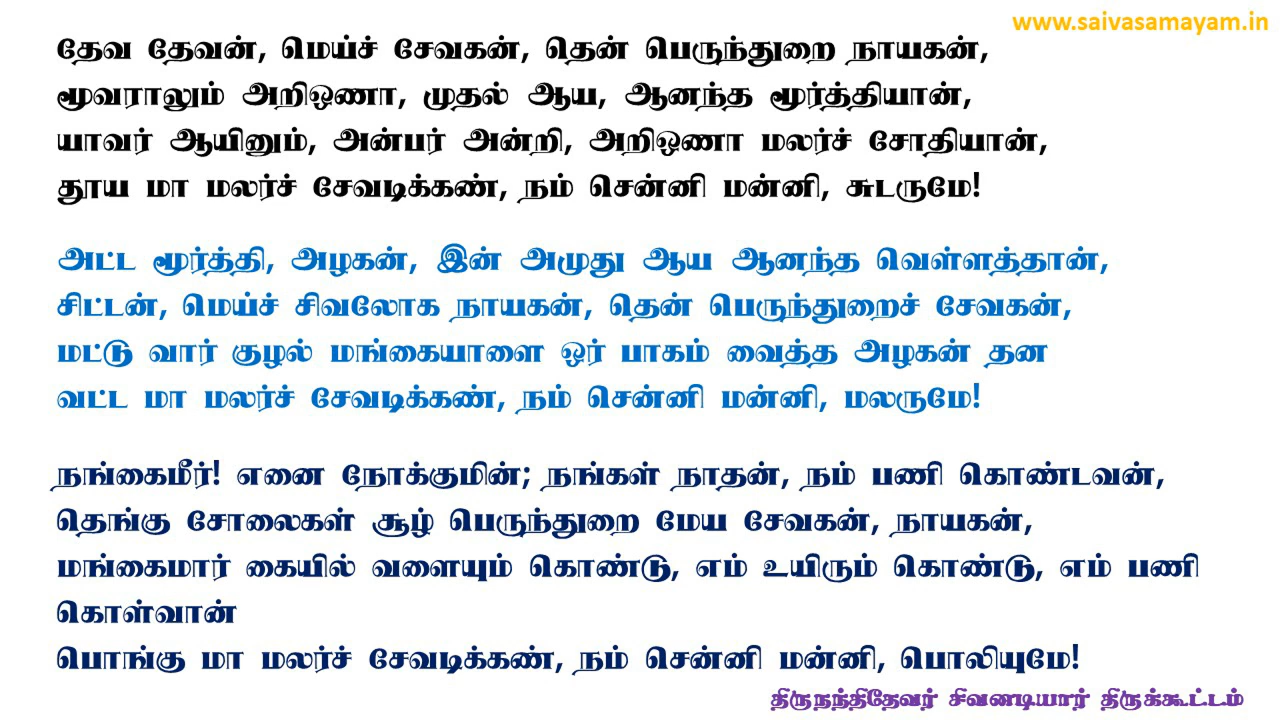 www.saivasamayam.in
தேவ தேவன், மெய்ச் சேவகன், தென் பெருந்துறை நாயகன்,
மூவராலும் அறிஒணா, முதல் ஆய, ஆனந்த மூர்த்தியான்,
யாவர் ஆயினும், அன்பர் அன்றி, அறிஒணா மலர்ச் சோதியான்,
தூய மா மலர்ச் சேவடிக்கண், நம் சென்னி மன்னி, சுடருமே!
அட்ட மூர்த்தி, அழகன், இன் அமுது ஆய ஆனந்த வெள்ளத்தான்,
சிட்டன், மெய்ச் சிவலோக நாயகன், தென் பெருந்துறைச் சேவகன்,
மட்டு வார் குழல் மங்கையாளை ஓர் பாகம் வைத்த அழகன் தன
வட்ட மா மலர்ச் சேவடிக்கண், நம் சென்னி மன்னி, மலருமே!
நங்கைமீர்! எனை நோக்குமின்; நங்கள் நாதன், நம் பணி கொண்டவன்,
தெங்கு சோலைகள் சூழ் பெருந்துறை மேய சேவகன், நாயகன்,
மங்கைமார் கையில் வளையும் கொண்டு, எம் உயிரும் கொண்டு, எம் பணி
கொள்வான்
பொங்கு மா மலர்ச் சேவடிக்கண், நம் சென்னி மன்னி, பொலியுமே!
திருநந்திதேவர் சிவனடியார் திருக்கூட்டம்